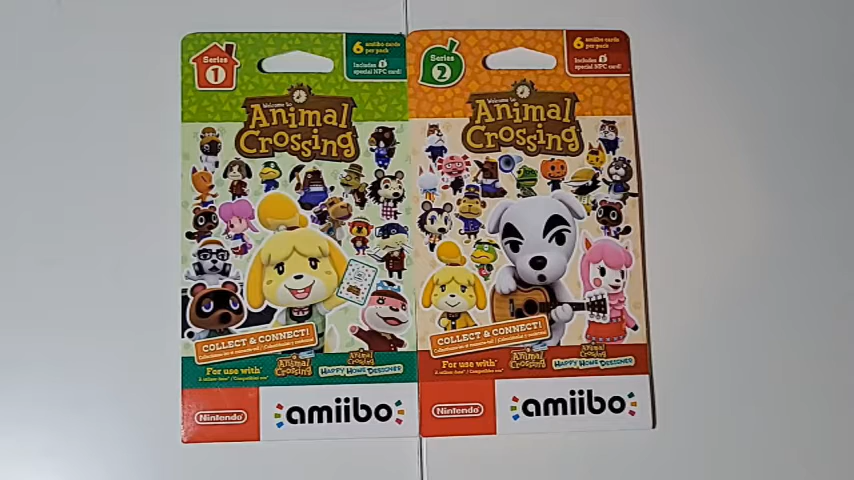 Series
1
6 amiibo cards
per pack
Includes 1
special NPC card!
Welcome to
Animal
Crossing
COLLECT & CONNECT!
For use with
Animal
Crossing
Animal
Crossing
HAPPY HOME DESIGNER
Nintendo
amiibo
Series
2
6 amiibo cards
per pack
Includes 1
special NPC card!
Welcome to
Animal
Crossing
COLLECT & CONNECT!
For use with
Animal
Crossing
Animal
Crossing
HAPPY HOME DESIGNER
Nintendo
amiibo